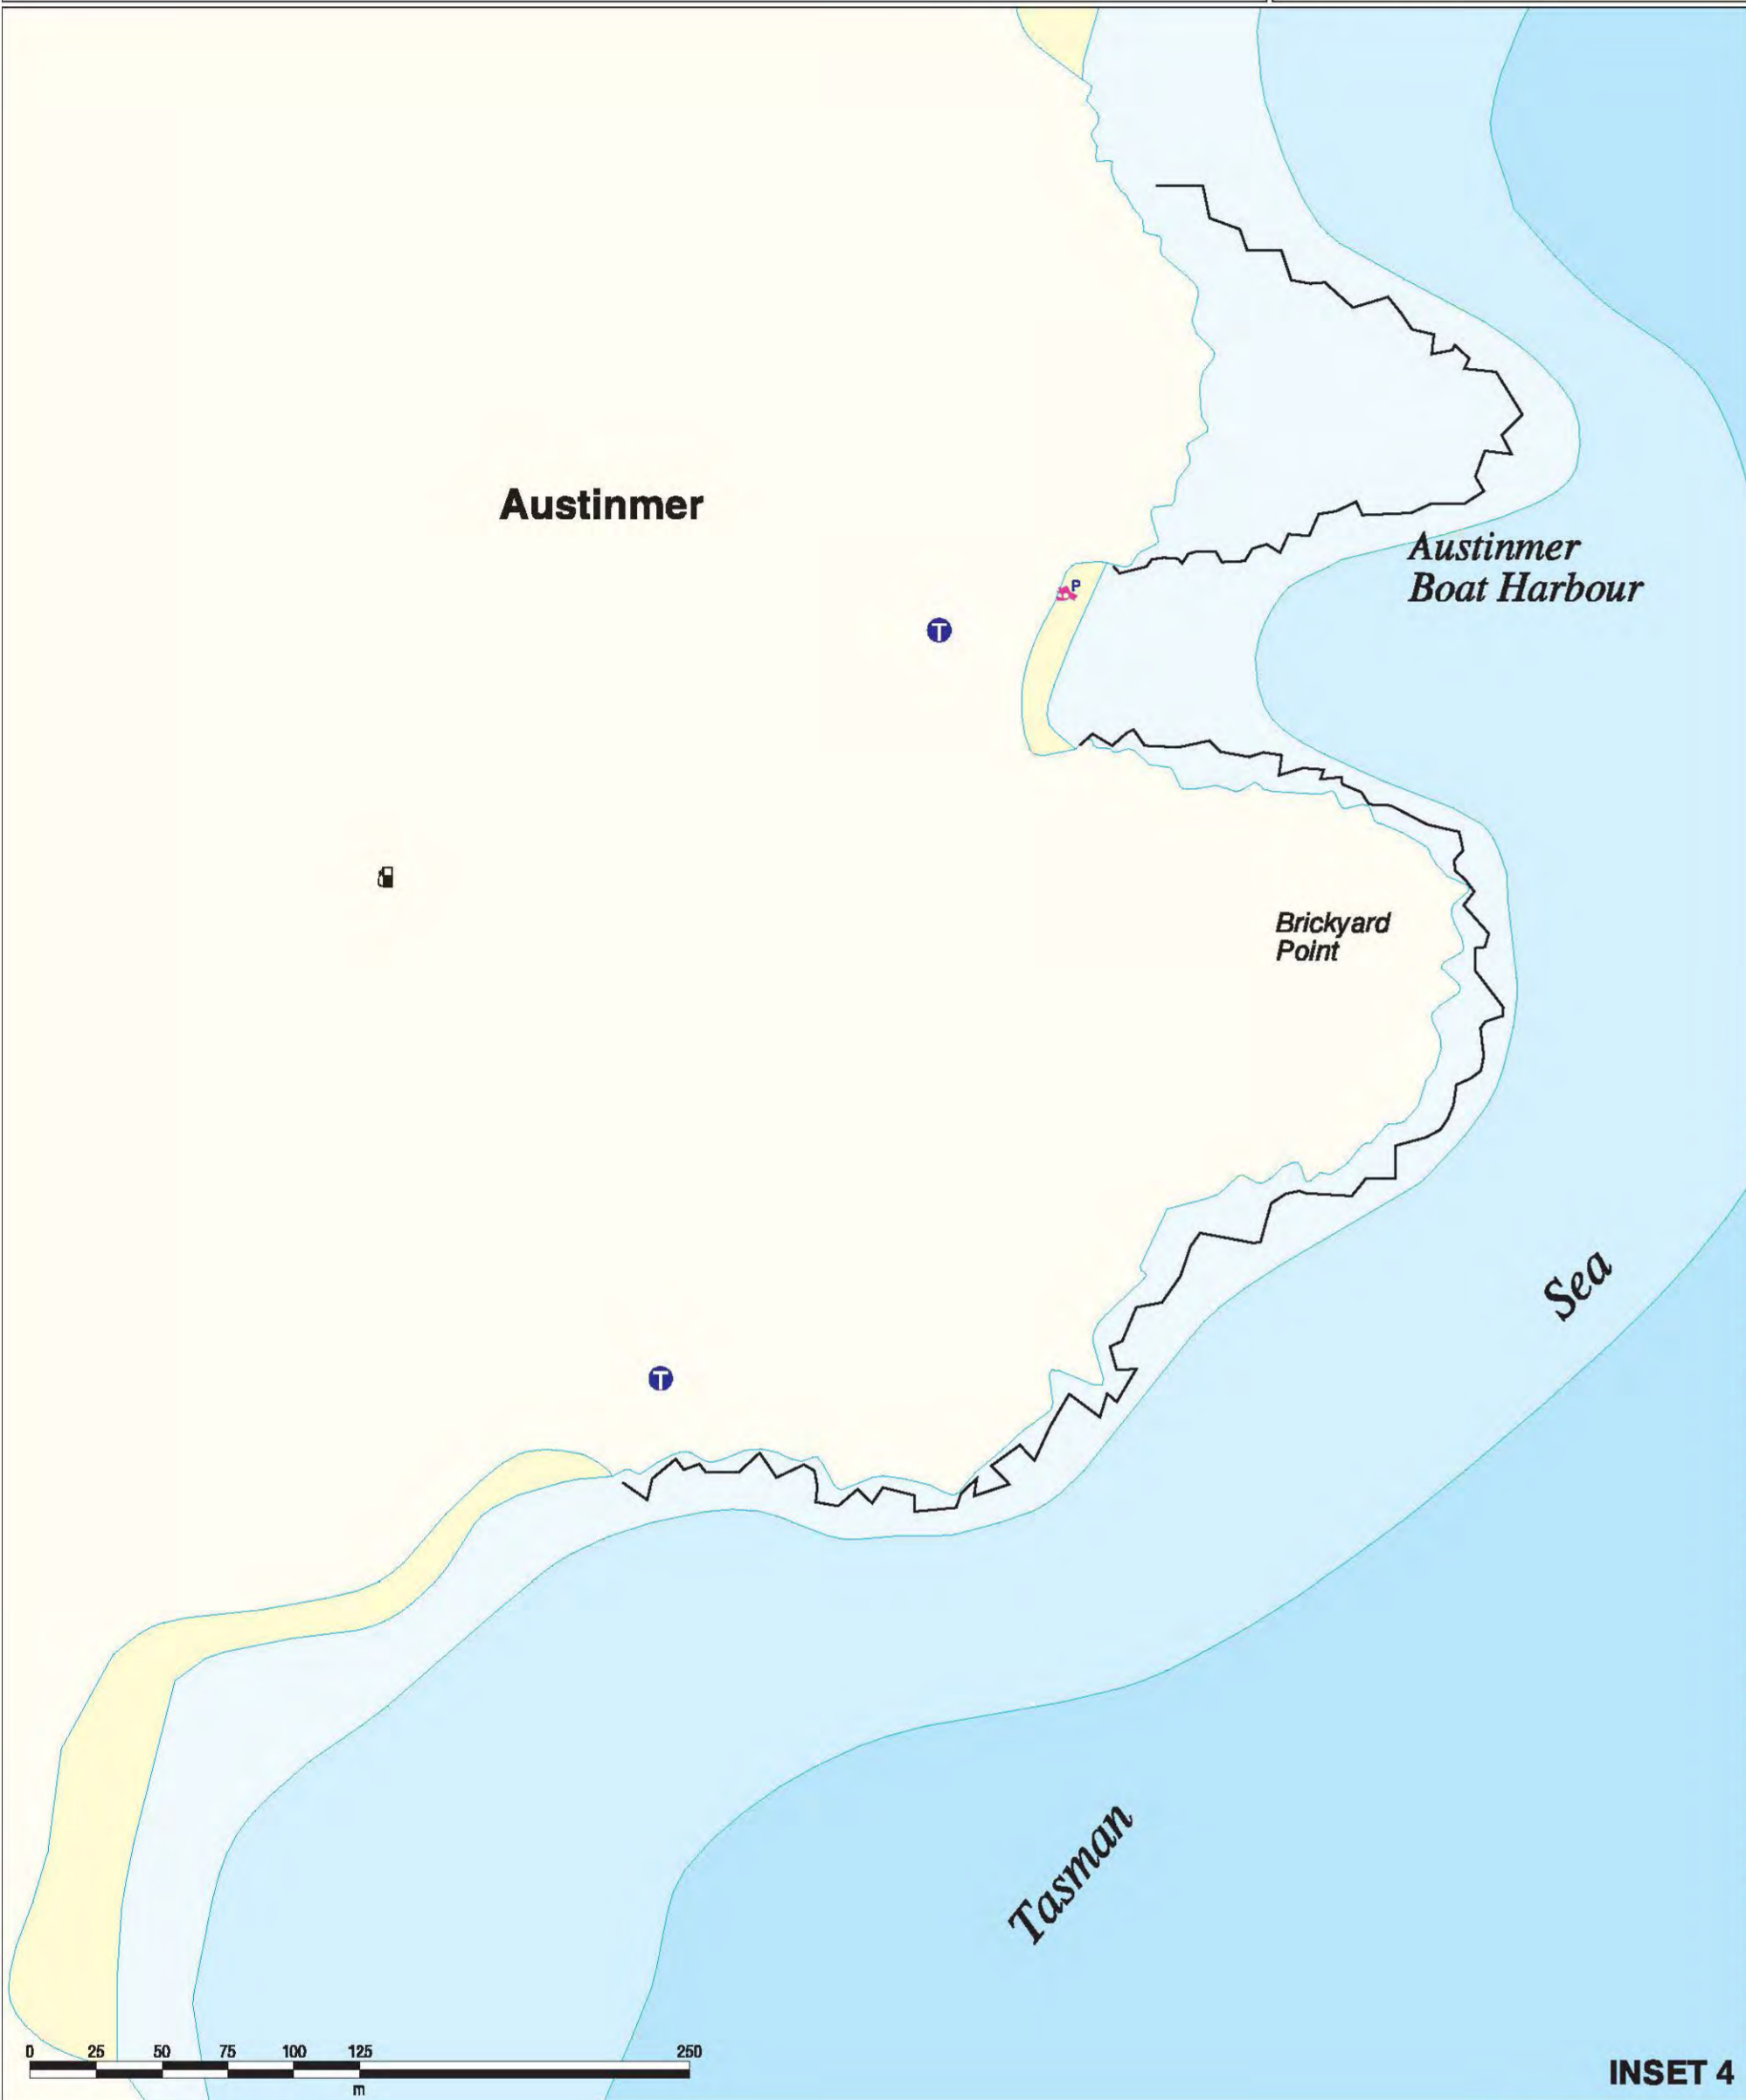 Austinmer
Austinmer
Boat Harbour
P
T
Brickyard
Point
Sea
T
Tasman
0 25 50 75 100 125 250
m
INSET 4